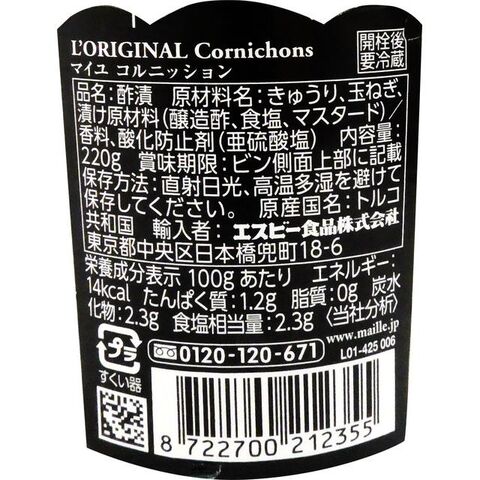 L'ORIGINAL Cornichons
マイユ コルニッション
開栓後
要冷蔵
品名:酢漬 原材料名:きゅうり、玉ねぎ、
漬け原材料(醸造酢、食塩、マスタード)/
香料、酸化防止剤(亜硫酸塩) 内容量:
220g 賞味期限:ビン側面上部に記載
保存方法:直射日光、高温多湿を避けて
保存してください。 原産国名:トルコ
共和国 輸入者:エスビー食品株式会社
東京都中央区日本橋兜町18-6
栄養成分表示 100gあたり エネルギー:
14kcal たんぱく質:1.2g 脂質:0g 炭水
化物:2.3g 食塩相当量:2.3g (当社分析)
www.maille.jp
プラ
0120-120-671
L01-425 006
すくい器
8 722700 212355